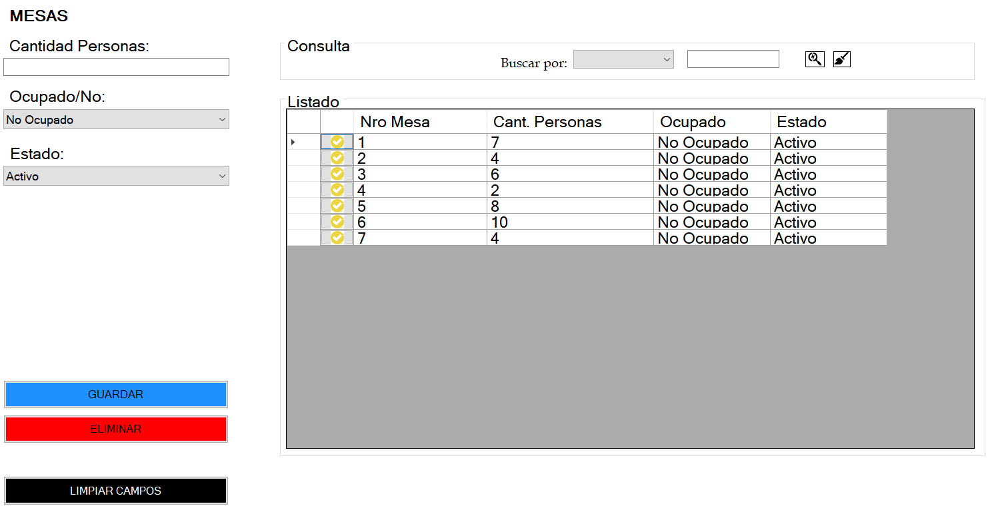 MESAS
Cantidad Personas:
Ocupado/No:
No Ocupado
Estado:
Activo
GUARDAR
ELIMINAR
LIMPIAR CAMPOS
Consulta
Buscar por:
Listado
Nro Mesa Cant. Personas Ocupado Estado
1 7 No Ocupado Activo
2 4 No Ocupado Activo
3 6 No Ocupado Activo
4 2 No Ocupado Activo
5 8 No Ocupado Activo
6 10 No Ocupado Activo
7 4 No Ocupado Activo